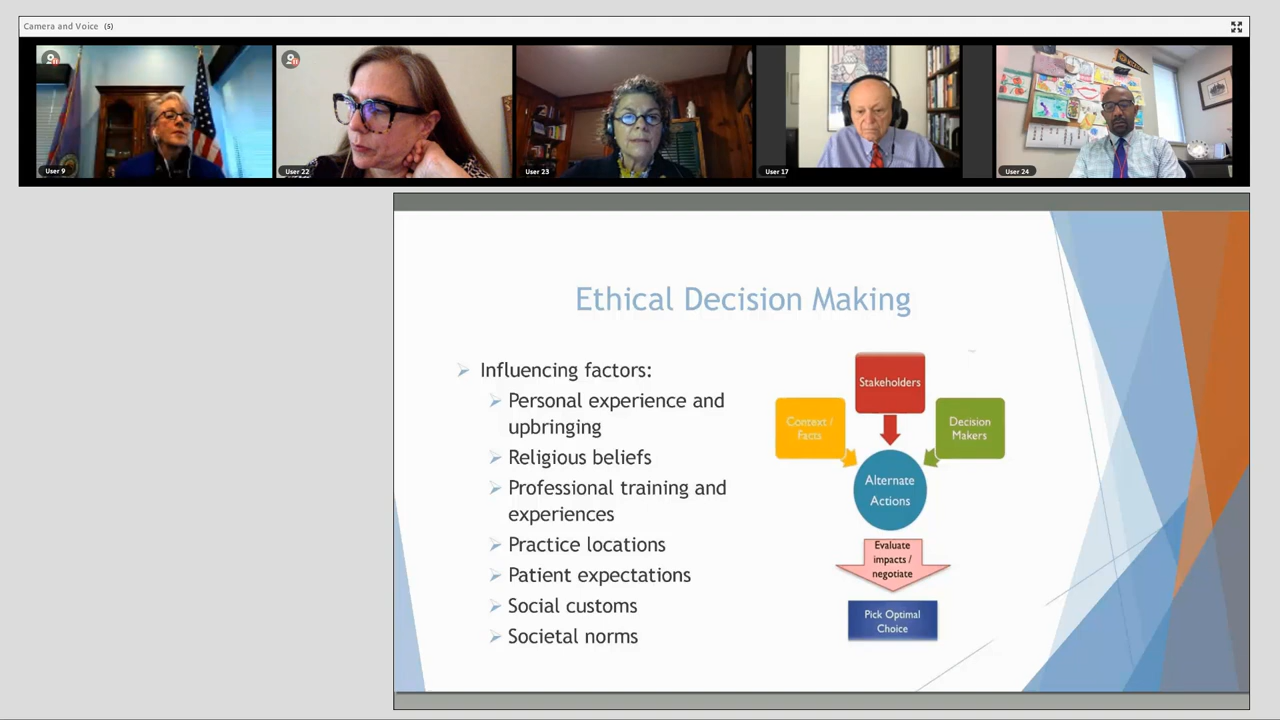 Camera and Voice (5)
User 9
User 22
User 23
User 17
User 24
Ethical Decision Making
Influencing factors:
Personal experience and
upbringing
Religious beliefs
Professional training and
experiences
Practice locations
Patient expectations
Social customs
Societal norms
Stakeholders
Context /
Facts
Decision
Makers
Alternate
Actions
Evaluate
impacts /
negotiate
Pick Optimal
Choice